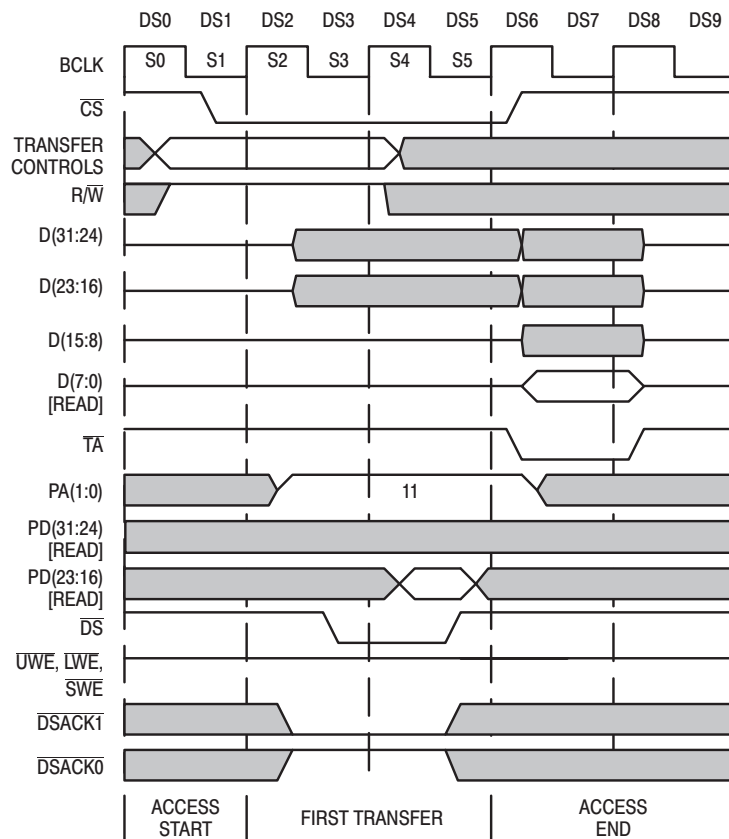 DS0 DS1 DS2 DS3 DS4 DS5 DS6 DS7 DS8 DS9
BCLK S0 S1 S2 S3 S4 S5
CS
TRANSFER
CONTROLS
R/W
D(31:24)
D(23:16)
D(15:8)
D(7:0)
[READ]
TA
PA(1:0) 11
PD(31:24)
[READ]
PD(23:16)
[READ]
DS
UWE, LWE,
SWE
DSACK1
DSACK0
ACCESS
START
FIRST TRANSFER
ACCESS
END